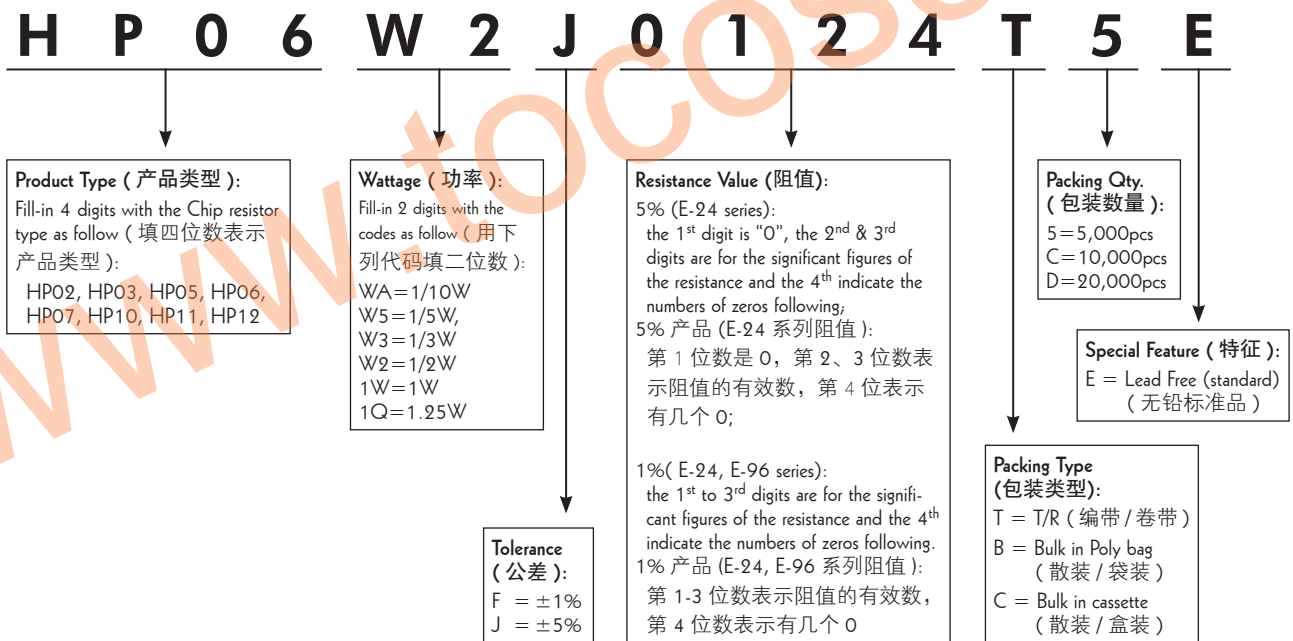 H P 0 6 W 2 J 0 1 2 4 T 5 E
Product Type ( 产品类型 ):
Fill-in 4 digits with the Chip resistor
type as follow ( 填四位数表示
产品类型 ):
HP02, HP03, HP05, HP06,
HP07, HP10, HP11, HP12
Wattage ( 功率 ):
Fill-in 2 digits with the
codes as follow ( 用下
列代码填二位数 ):
WA=1/10W
W5=1/5W,
W3=1/3W
W2=1/2W
1W=1W
1Q=1.25W
Tolerance
( 公差 ):
F = ±1%
J = ±5%
Resistance Value (阻值):
5% (E-24 series):
the 1st digit is “0”, the 2nd & 3rd
digits are for the significant figures of
the resistance and the 4th indicate the
numbers of zeros following;
5% 产品 (E-24 系列阻值 ):
第 1 位数是 0，第 2、3 位数表
示阻值的有效数，第 4 位表示
有几个 0;
1%( E-24, E-96 series):
the 1st to 3rd digits are for the signifi-
cant figures of the resistance and the 4th
indicate the numbers of zeros following.
1% 产品 (E-24, E-96 系列阻值 ):
第 1-3 位数表示阻值的有效数，
第 4 位数表示有几个 0
Packing Type
(包装类型):
T = T/R ( 编带 / 卷带 )
B = Bulk in Poly bag
( 散装 / 袋装 )
C = Bulk in cassette
( 散装 / 盒装 )
Packing Qty.
( 包装数量 ):
5=5,000pcs
C=10,000pcs
D=20,000pcs
Special Feature ( 特征 ):
E = Lead Free (standard)
( 无铅标准品 )
www.tocos